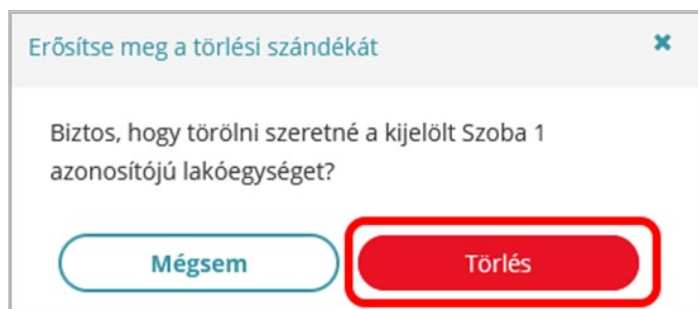 Erősítse meg a törlési szándékát
Biztos, hogy törölni szeretné a kijelölt Szoba 1
azonosítójú lakóegységet?
Mégsem
Törlés